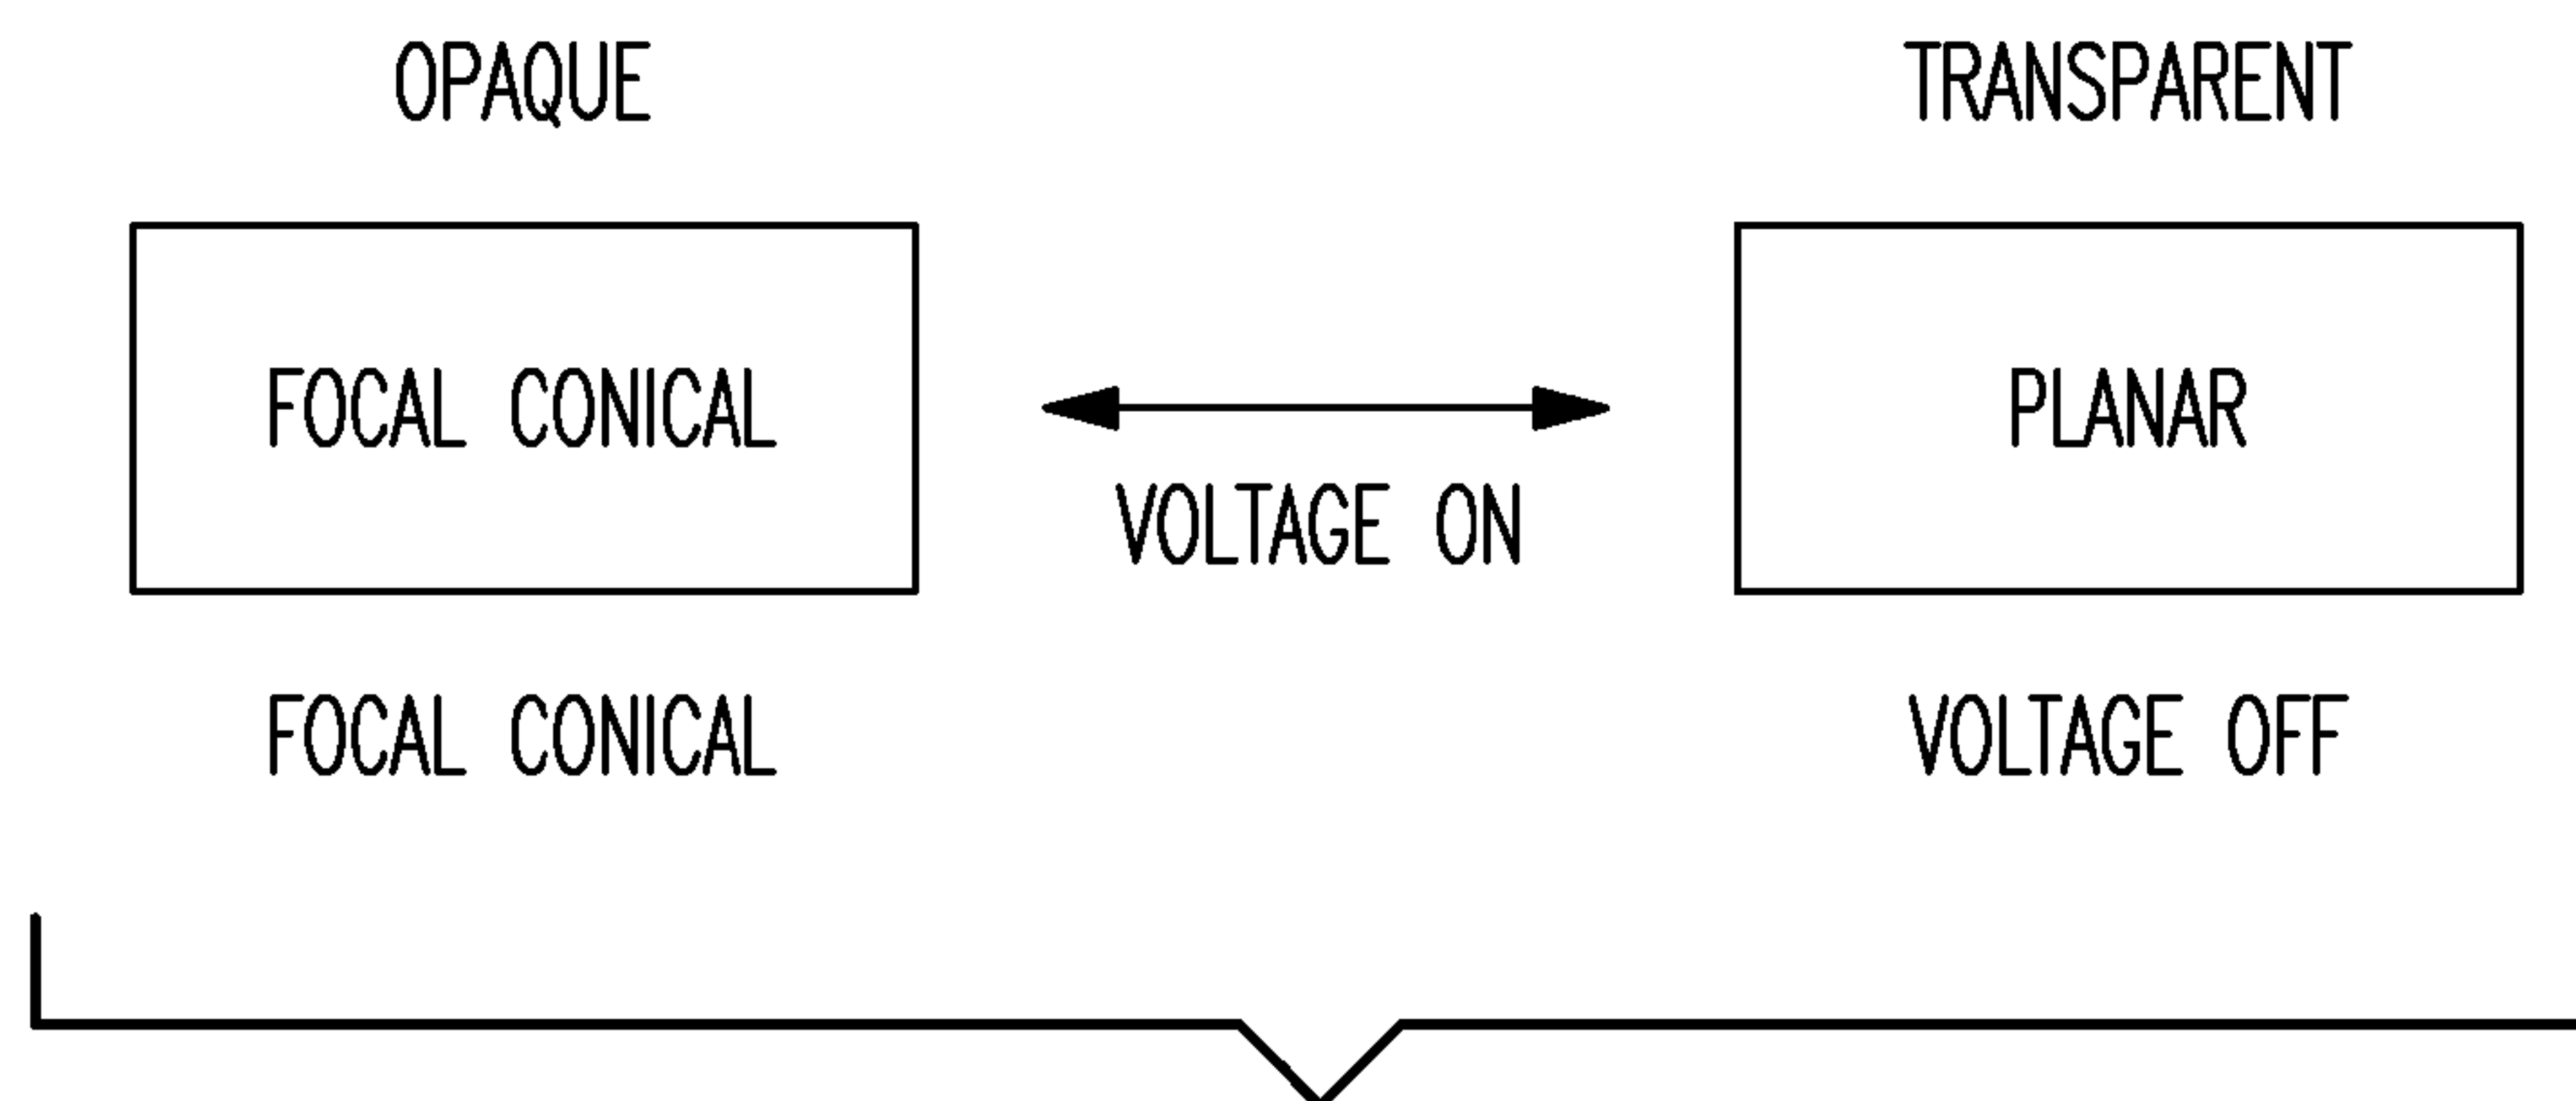 OPAQUE
TRANSPARENT
FOCAL CONICAL
PLANAR
VOLTAGE ON
FOCAL CONICAL
VOLTAGE OFF